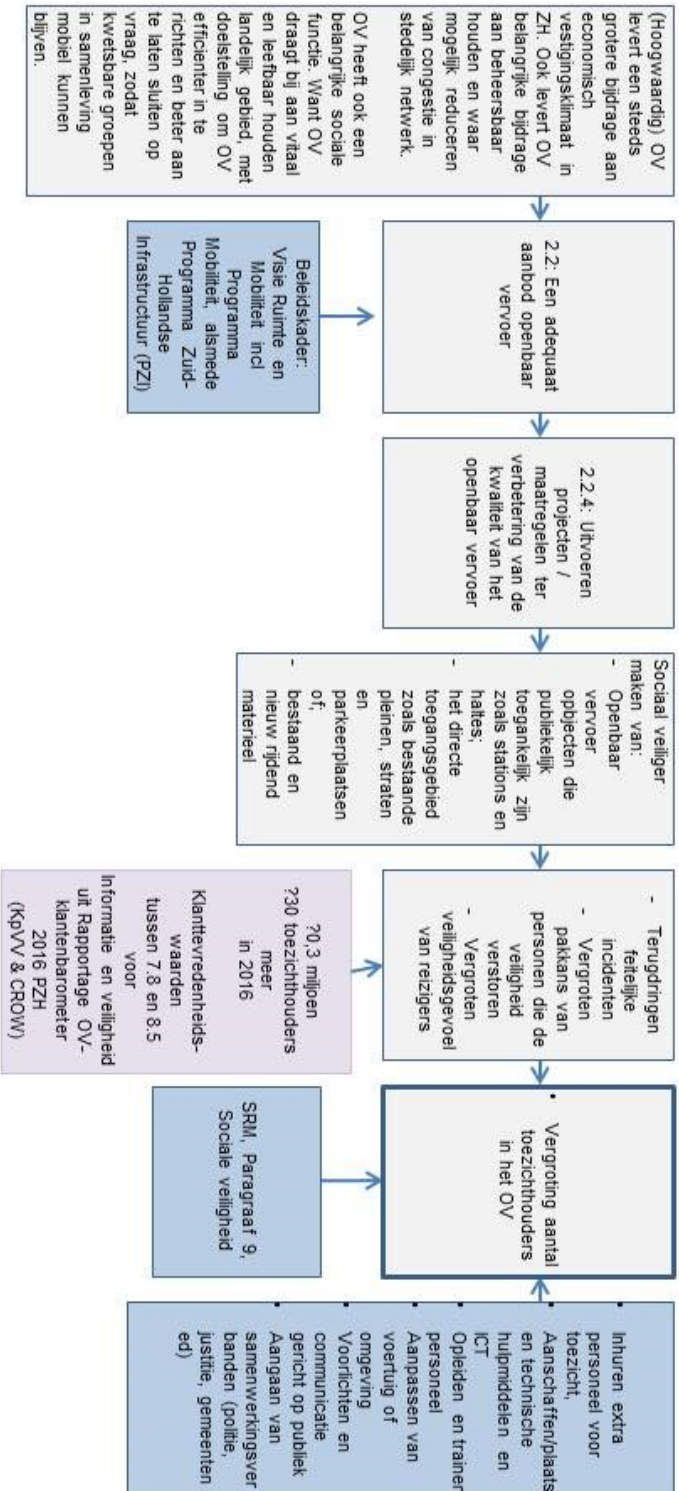 (Hoogwaardig) OV
levert een steeds
grotere bijdrage aan
economisch
vestigingsklimaat in
ZH. Ook levert OV
belangrijke bijdrage
aan beheersbaar
houden en waar
mogelijk reduceren
van congestie in
stedelijk netwerk.
OV heeft ook een
belangrijke sociale
functie. Want OV
draagt bij aan vitaal
en leefbaar houden
landelijk gebied, met
doelstelling om OV
efficiënter in te
richten en beter aan
te laten sluiten op
vraag, zodat
kwetsbare groepen
in samenleving
mobiel kunnen
blijven.
2.2: Een adequaat
aanbod openbaar
vervoer
Beleidskader:
Visie Ruimte en
Mobiliteit incl
Programma
Mobiliteit, alsmede
Programma Zuid-
Hollandse
Infrastructuur (PZI)
2.2.4: Uitvoeren
projecten /
maatregelen ter
verbetering van de
kwaliteit van het
openbaar vervoer
Sociaal veiliger
maken van:
- Openbaar
vervoer
opbjecten die
publiekelijk
toegankelijk zijn
zoals stations en
haltes;
- het directe
toegangsgebied
zoals bestaande
pleinen, straten
en
parkeerplaatsen
of;
- bestaand en
nieuw rijdend
materieel
- Terugdringen
feitelijke
incidenten
- Vergroten
pakkans van
personen die de
veiligheid
verstoren
- Vergroten
veiligheidsgevoel
van reizigers
?0,3 miljoen
?30 toezichthouders
meer
in 2016
Klanttevredenheids-
waarden
tussen 7.8 en 8.5
voor
Informatie en veiligheid
uit Rapportage OV-
klantenbarometer
2016 PZH
(KpVV & CROW)
▪ Vergroting aantal
toezichthouders
in het OV
SRM, Paragraaf 9,
Sociale veiligheid
▪ Inhuren extra
personeel voor
toezicht,
▪ Aanschaffen/plaats
en technische
hulpmiddelen en
ICT
▪ Opleiden en trainen
personeel
▪ Aanpassen van
voertuig of
omgeving
▪ Voorlichten en
communicatie
gericht op publiek
▪ Aangaan van
samenwerkingsver
banden (politie,
justitie, gemeenten
ed)